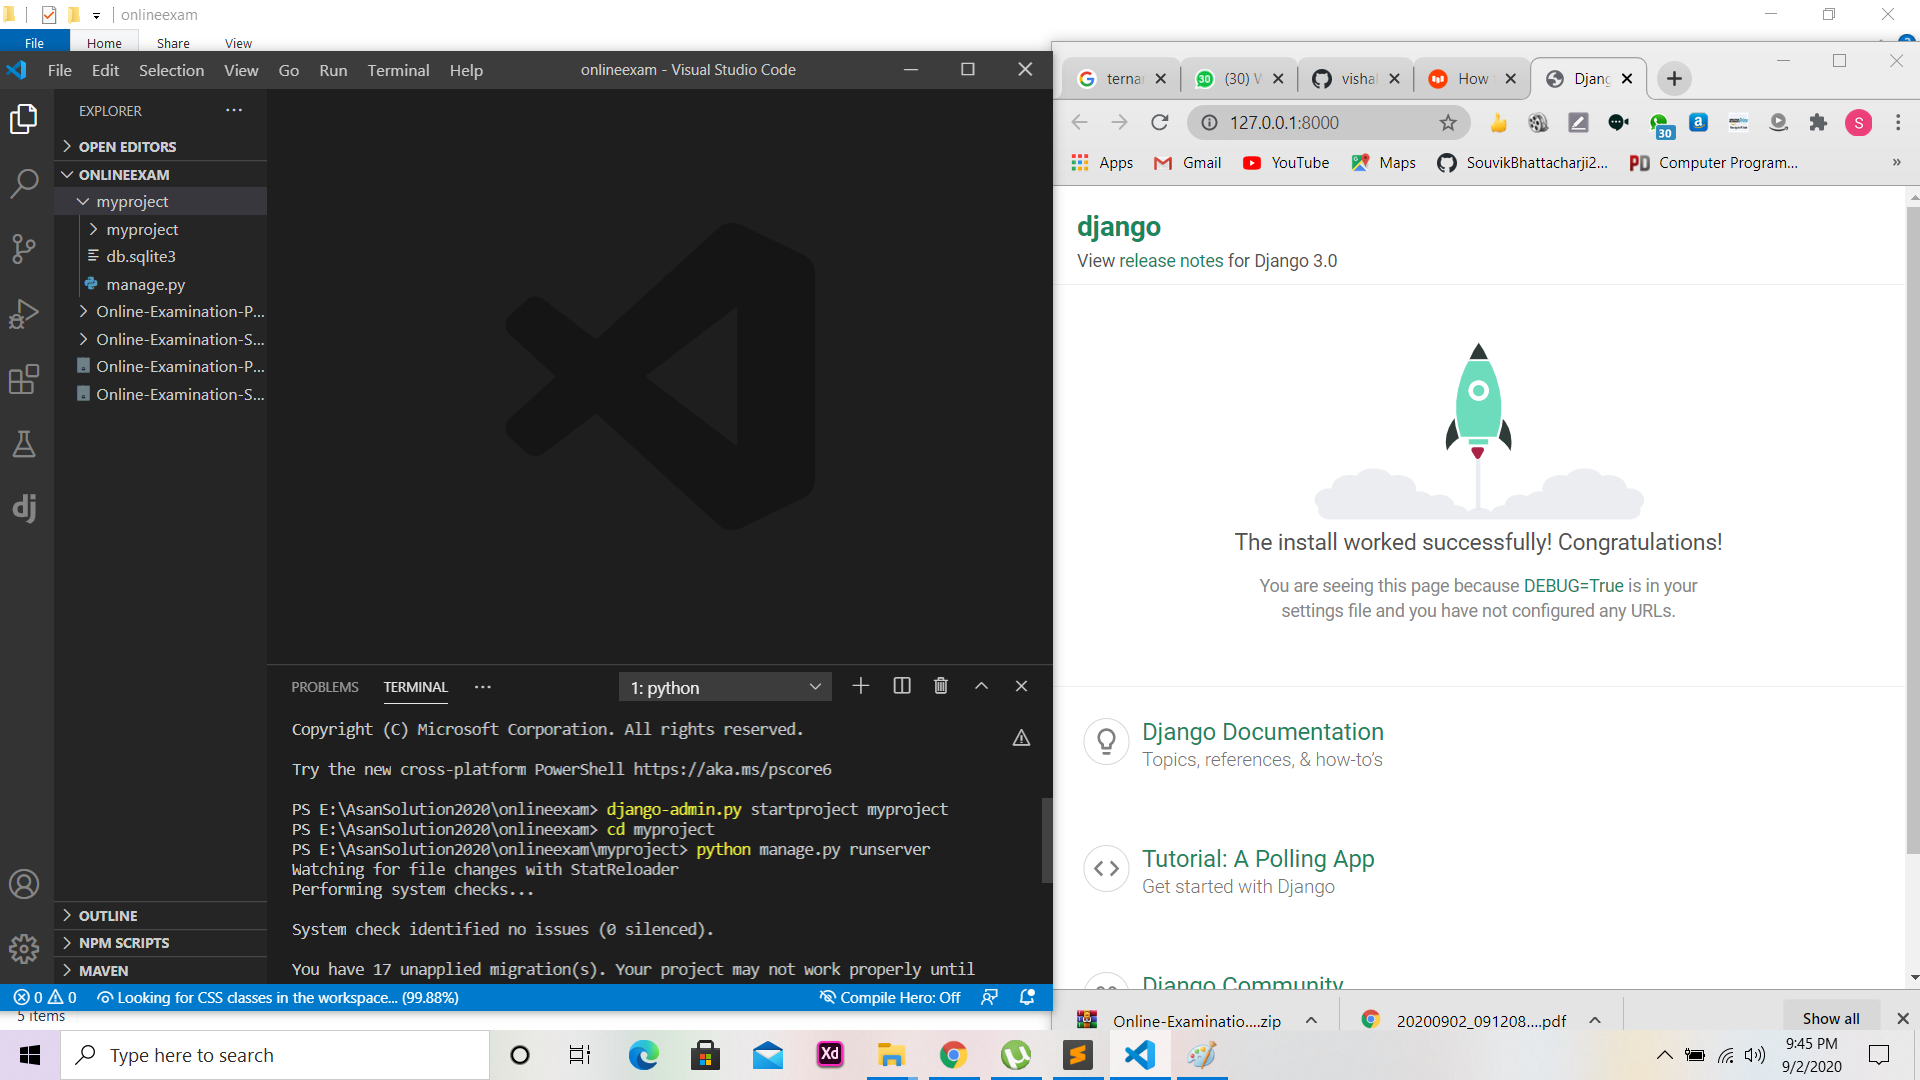 onlineexam
File Home Share View
File Edit Selection View Go Run Terminal Help
onlineexam - Visual Studio Code
EXPLORER
OPEN EDITORS
ONLINEEXAM
myproject
myproject
db.sqlite3
manage.py
Online-Examination-P...
Online-Examination-S...
Online-Examination-P...
Online-Examination-S...
OUTLINE
NPM SCRIPTS
MAVEN
PROBLEMS TERMINAL
1: python
Copyright (C) Microsoft Corporation. All rights reserved.
Try the new cross-platform PowerShell https://aka.ms/pscore6
PS E:\AsanSolution2020\onlineexam> django-admin.py startproject myproject
PS E:\AsanSolution2020\onlineexam> cd myproject
PS E:\AsanSolution2020\onlineexam\myproject> python manage.py runserver
Watching for file changes with StatReloader
Performing system checks...
System check identified no issues (0 silenced).
You have 17 unapplied migration(s). Your project may not work properly until
0 0 Looking for CSS classes in the workspace... (99.88%)
Compile Hero: Off
5 items
terna (30) W visha How Djang
127.0.0.1:8000
30
S
Apps Gmail YouTube Maps SouvikBhattacharji2... Computer Program...
django
View release notes for Django 3.0
The install worked successfully! Congratulations!
You are seeing this page because DEBUG=True is in your
settings file and you have not configured any URLs.
Django Documentation
Topics, references, & how-to's
Tutorial: A Polling App
Get started with Django
Django Community
Online-Examinatio....zip
20200902_091208....pdf
Show all
Type here to search
Xd
9:45 PM
9/2/2020